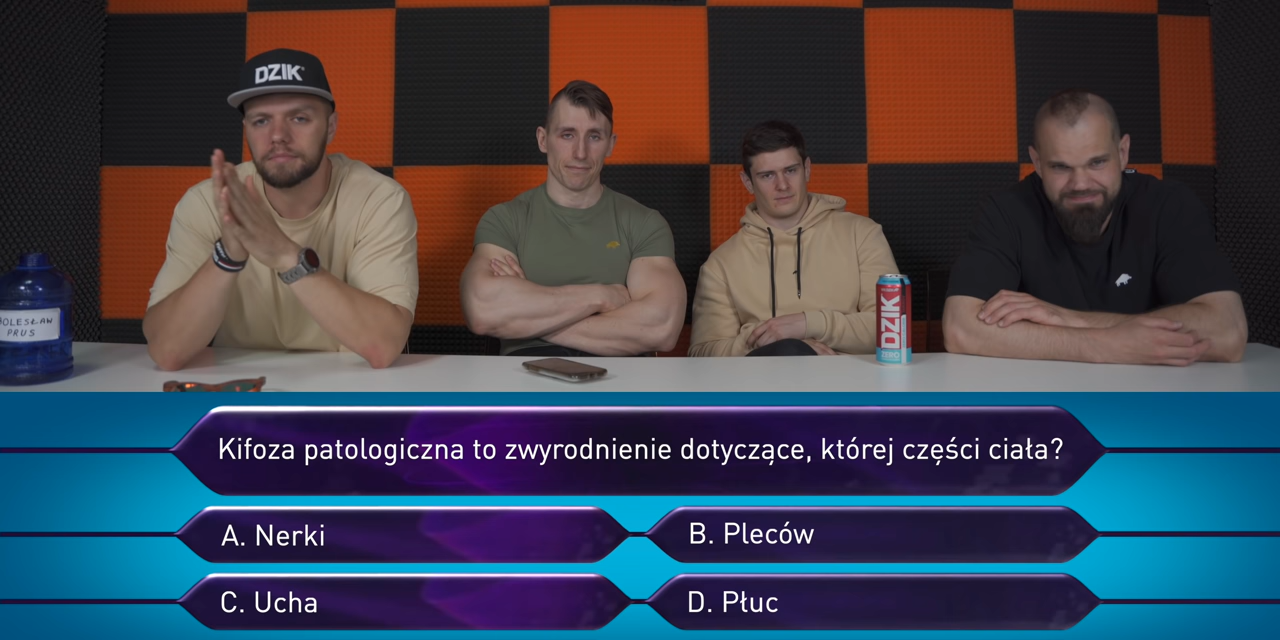 DZIK
BOLESŁAW
PRUS
DZIK
ZERO
Kifoza patologiczna to zwyrodnienie dotyczące, której części ciała?
A. Nerki
B. Pleców
C. Ucha
D. Płuc